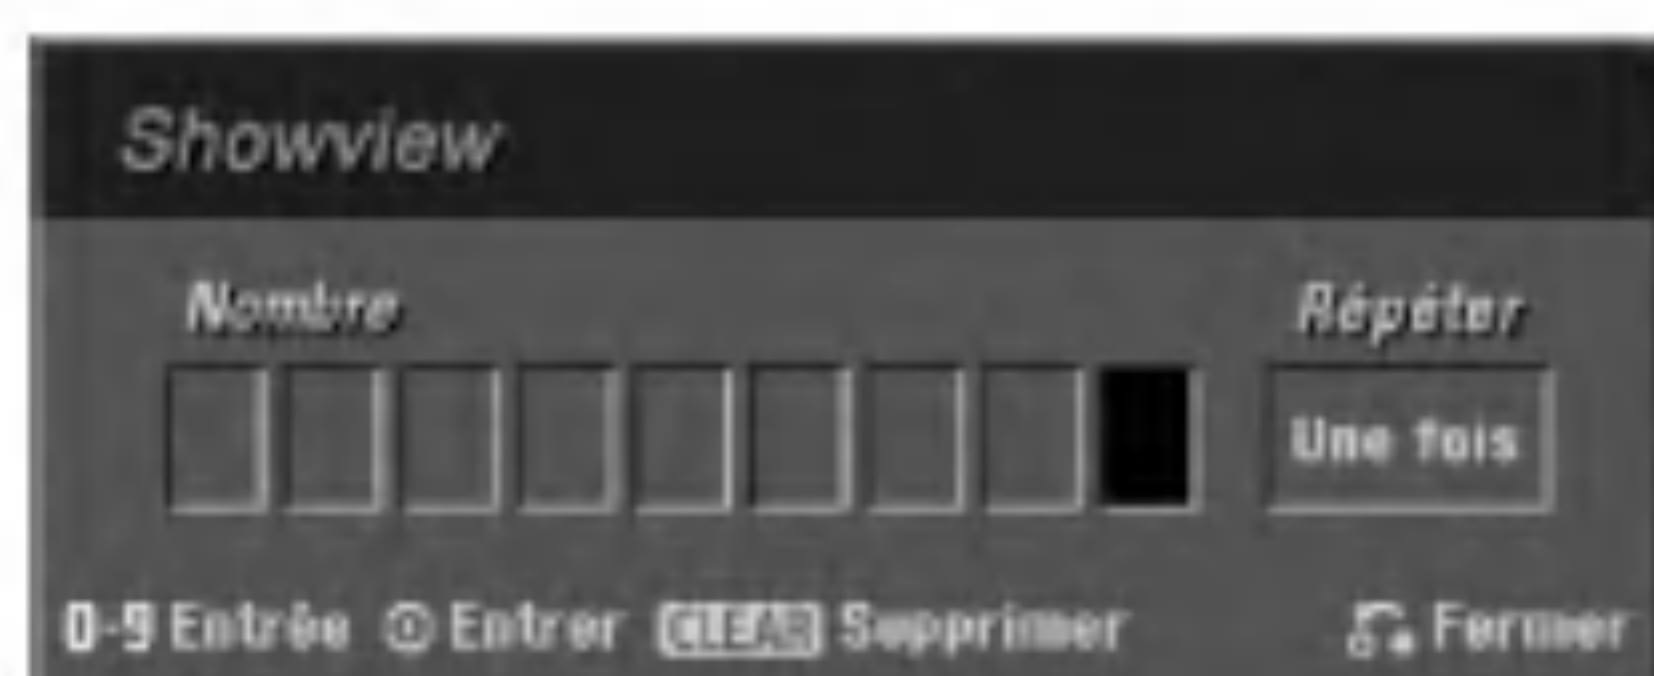 Showview
Nombre Répéter
Une fois
0-9 Entrée Entrer CLEAR Supprimer Fermer